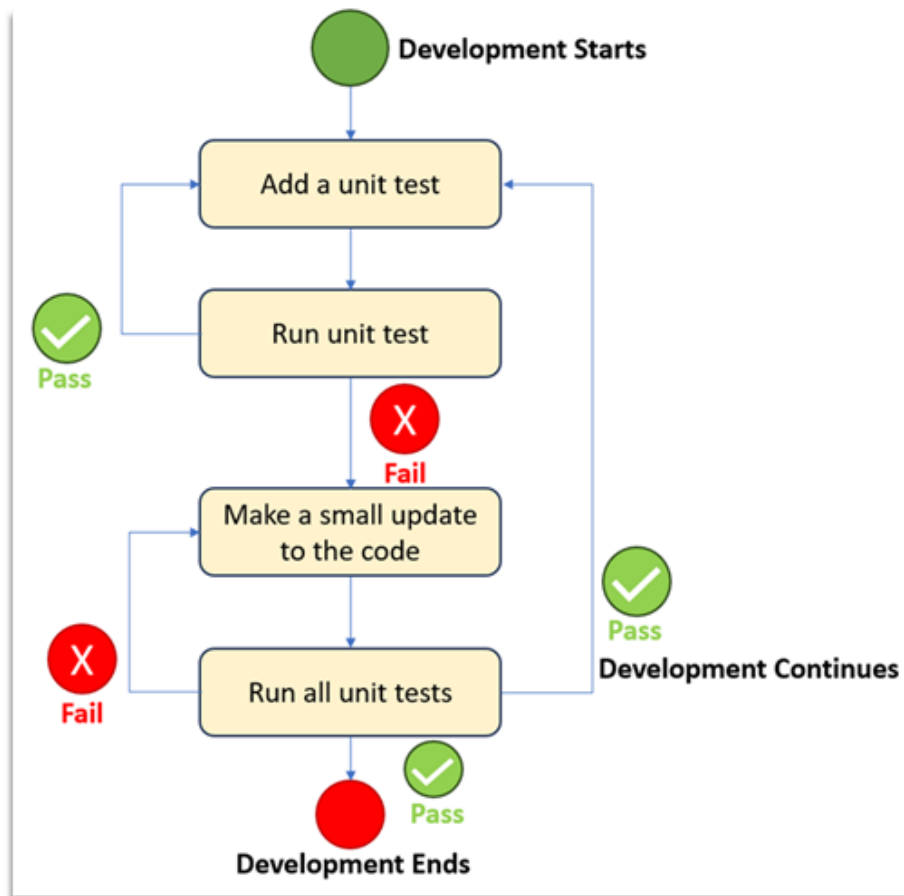 Development Starts
Add a unit test
Run unit test
Pass
X
Fail
Make a small update
to the code
Pass
Development Continues
X
Fail
Run all unit tests
Pass
Development Ends